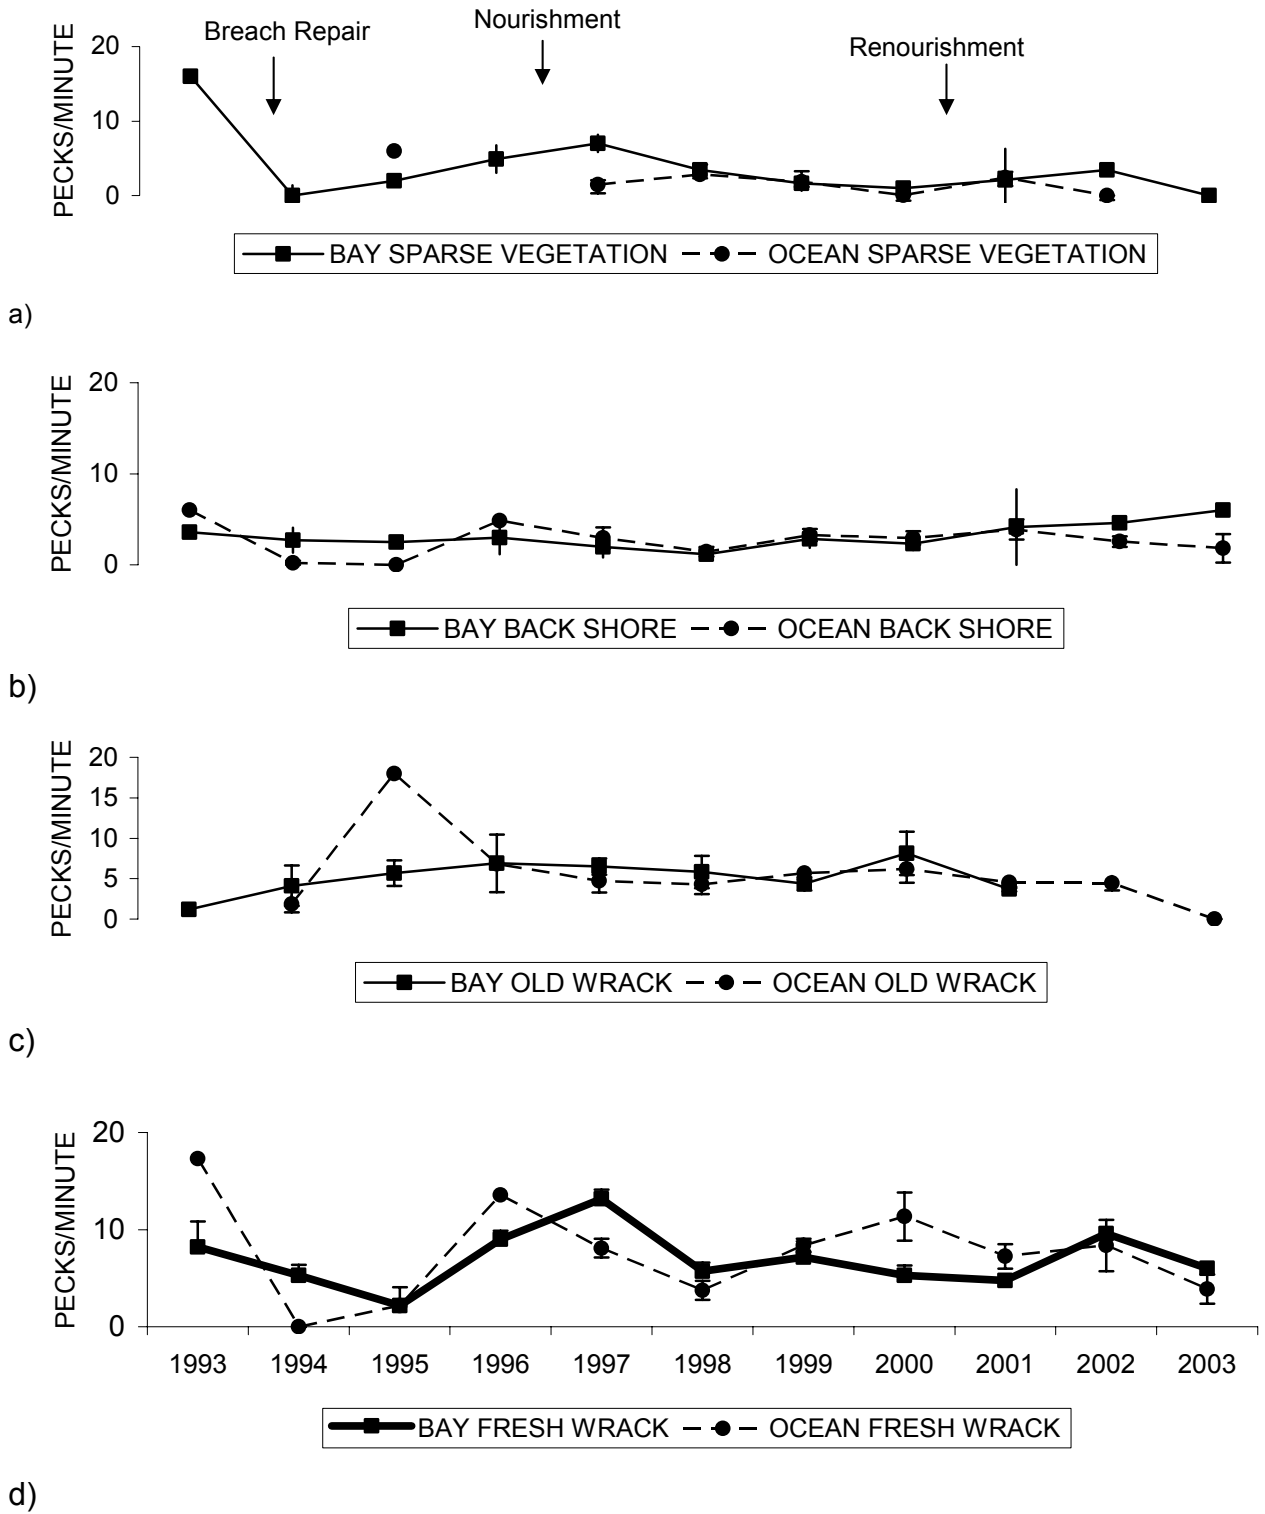 Breach Repair
Nourishment
Renourishment
PECKS/MINUTE
20
10
0
BAY SPARSE VEGETATION OCEAN SPARSE VEGETATION
a)
PECKS/MINUTE
20
10
0
BAY BACK SHORE OCEAN BACK SHORE
b)
PECKS/MINUTE
20
15
10
5
0
BAY OLD WRACK OCEAN OLD WRACK
c)
PECKS/MINUTE
20
10
0
1993 1994 1995 1996 1997 1998 1999 2000 2001 2002 2003
BAY FRESH WRACK OCEAN FRESH WRACK
d)